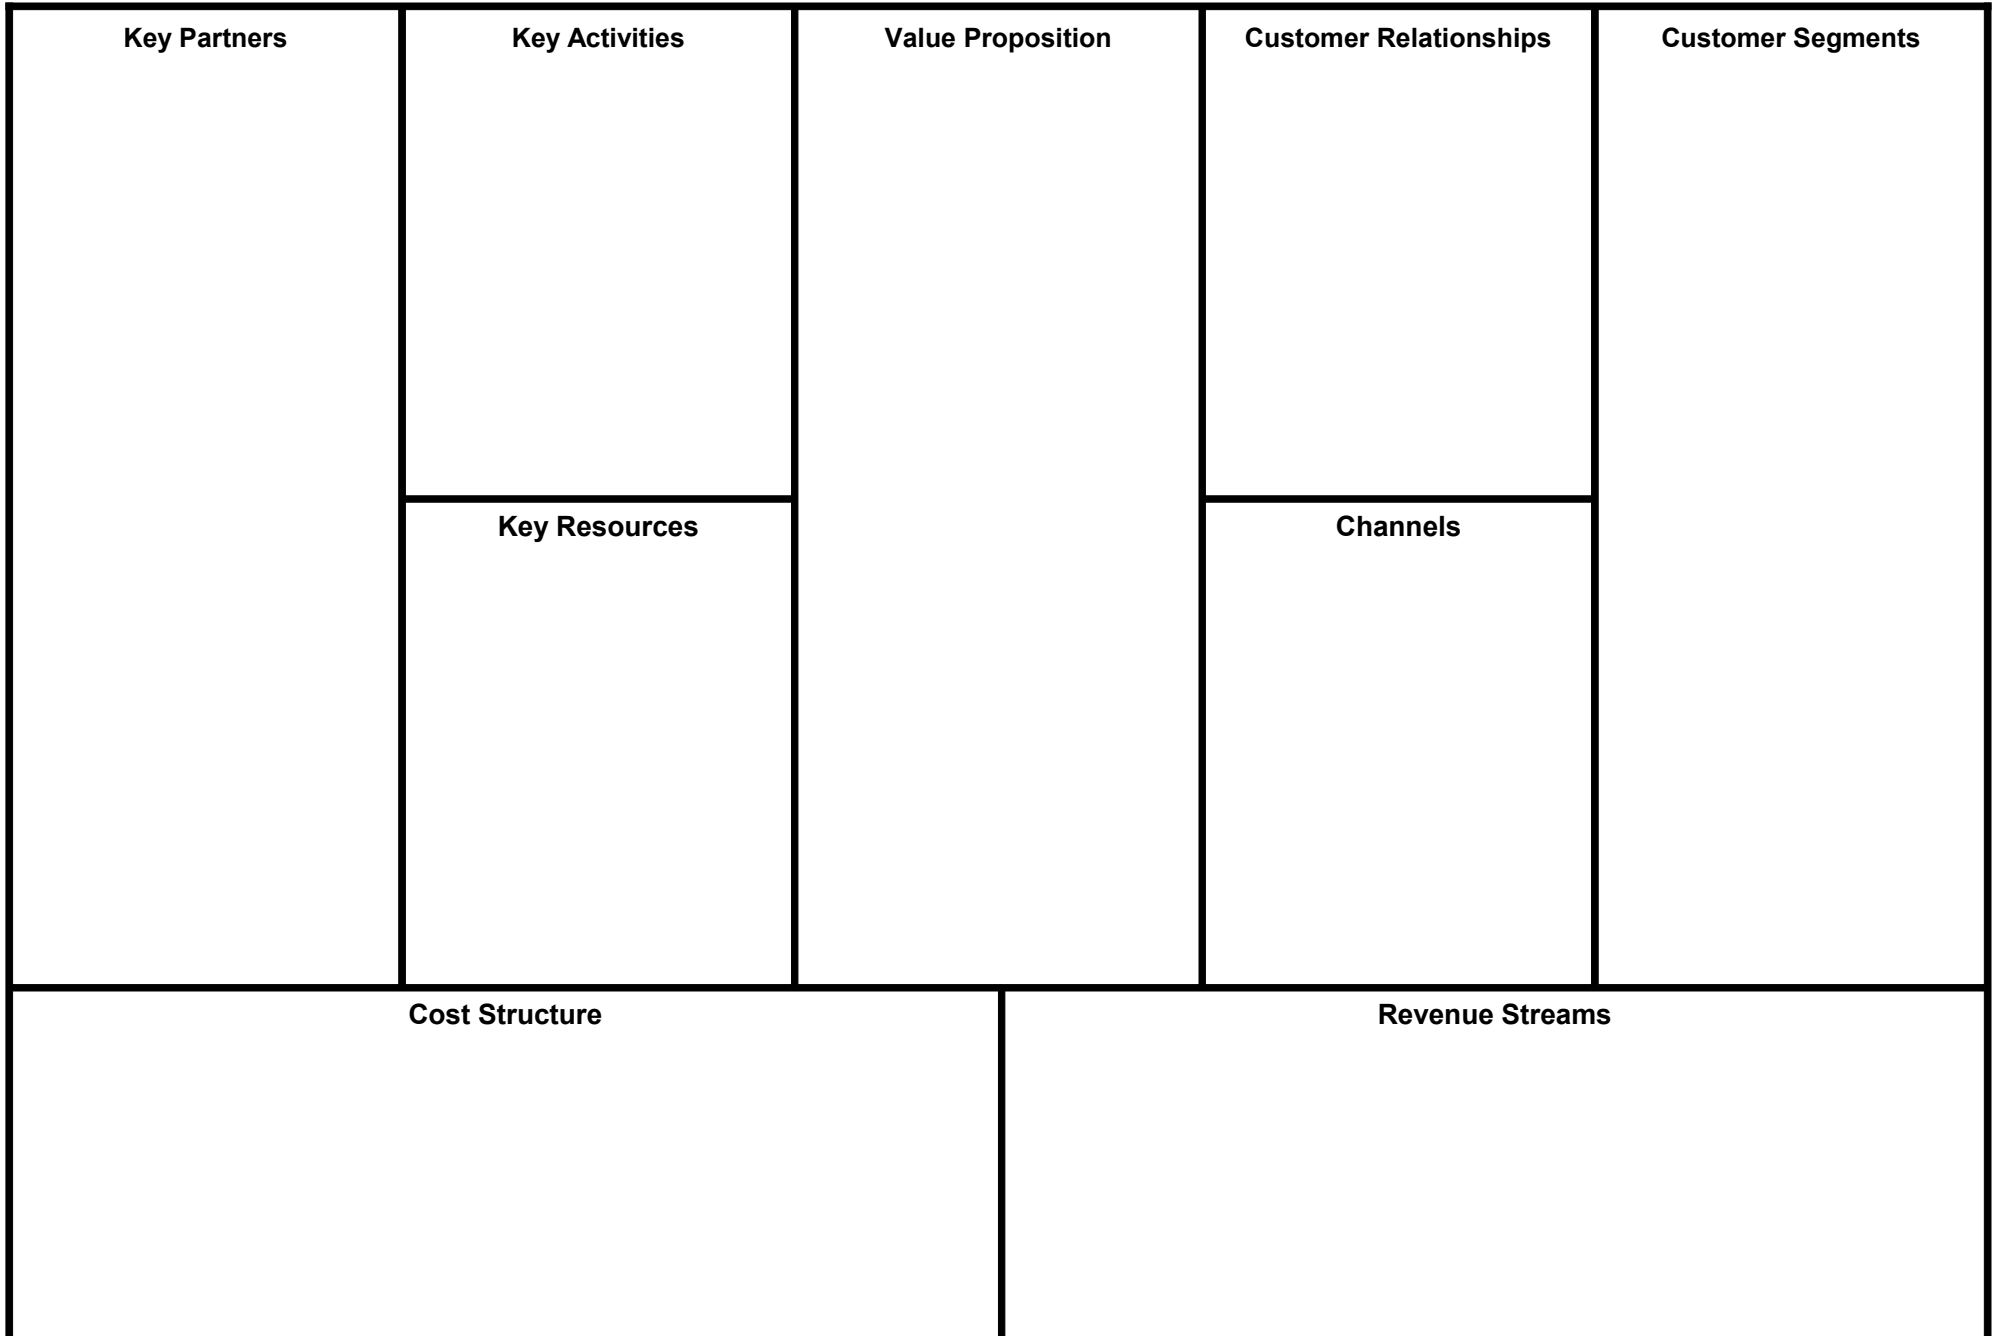 Key Partners
Key Activities
Value Proposition
Customer Relationships
Customer Segments
Key Resources
Channels
Cost Structure
Revenue Streams